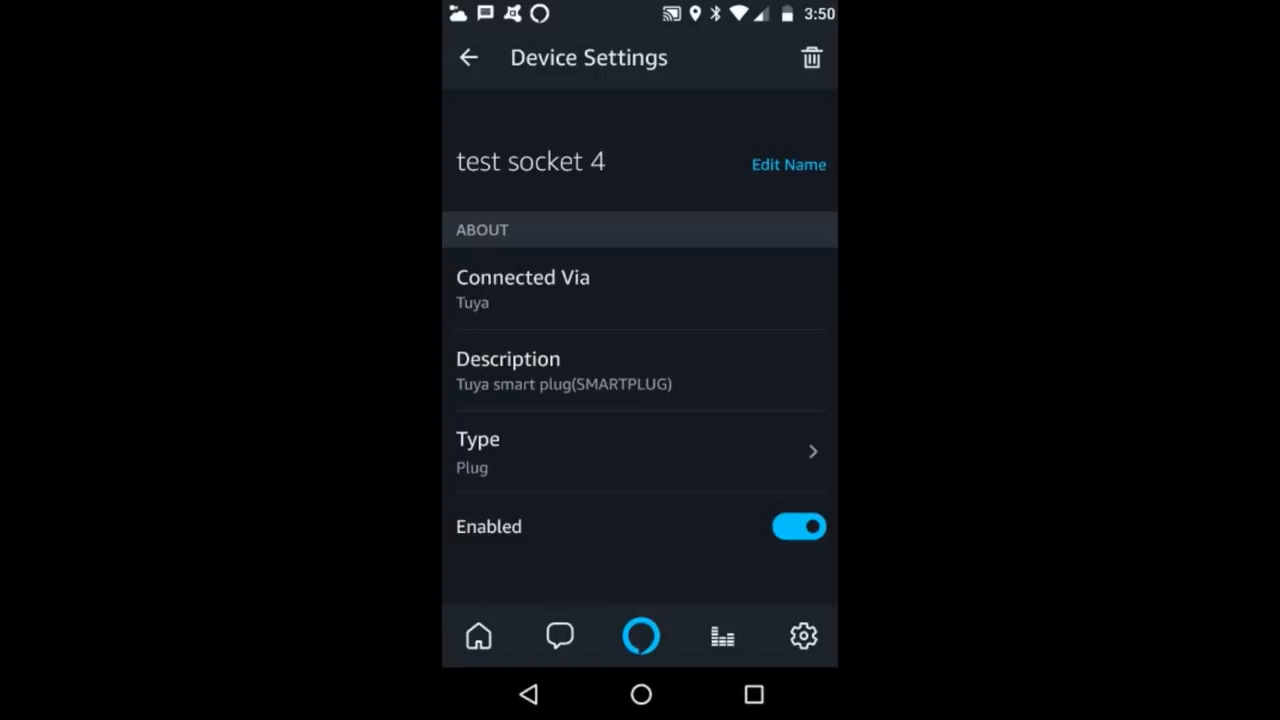 3:50
Device Settings
test socket 4
Edit Name
ABOUT
Connected Via
Tuya
Description
Tuya smart plug(SMARTPLUG)
Type
Plug
Enabled